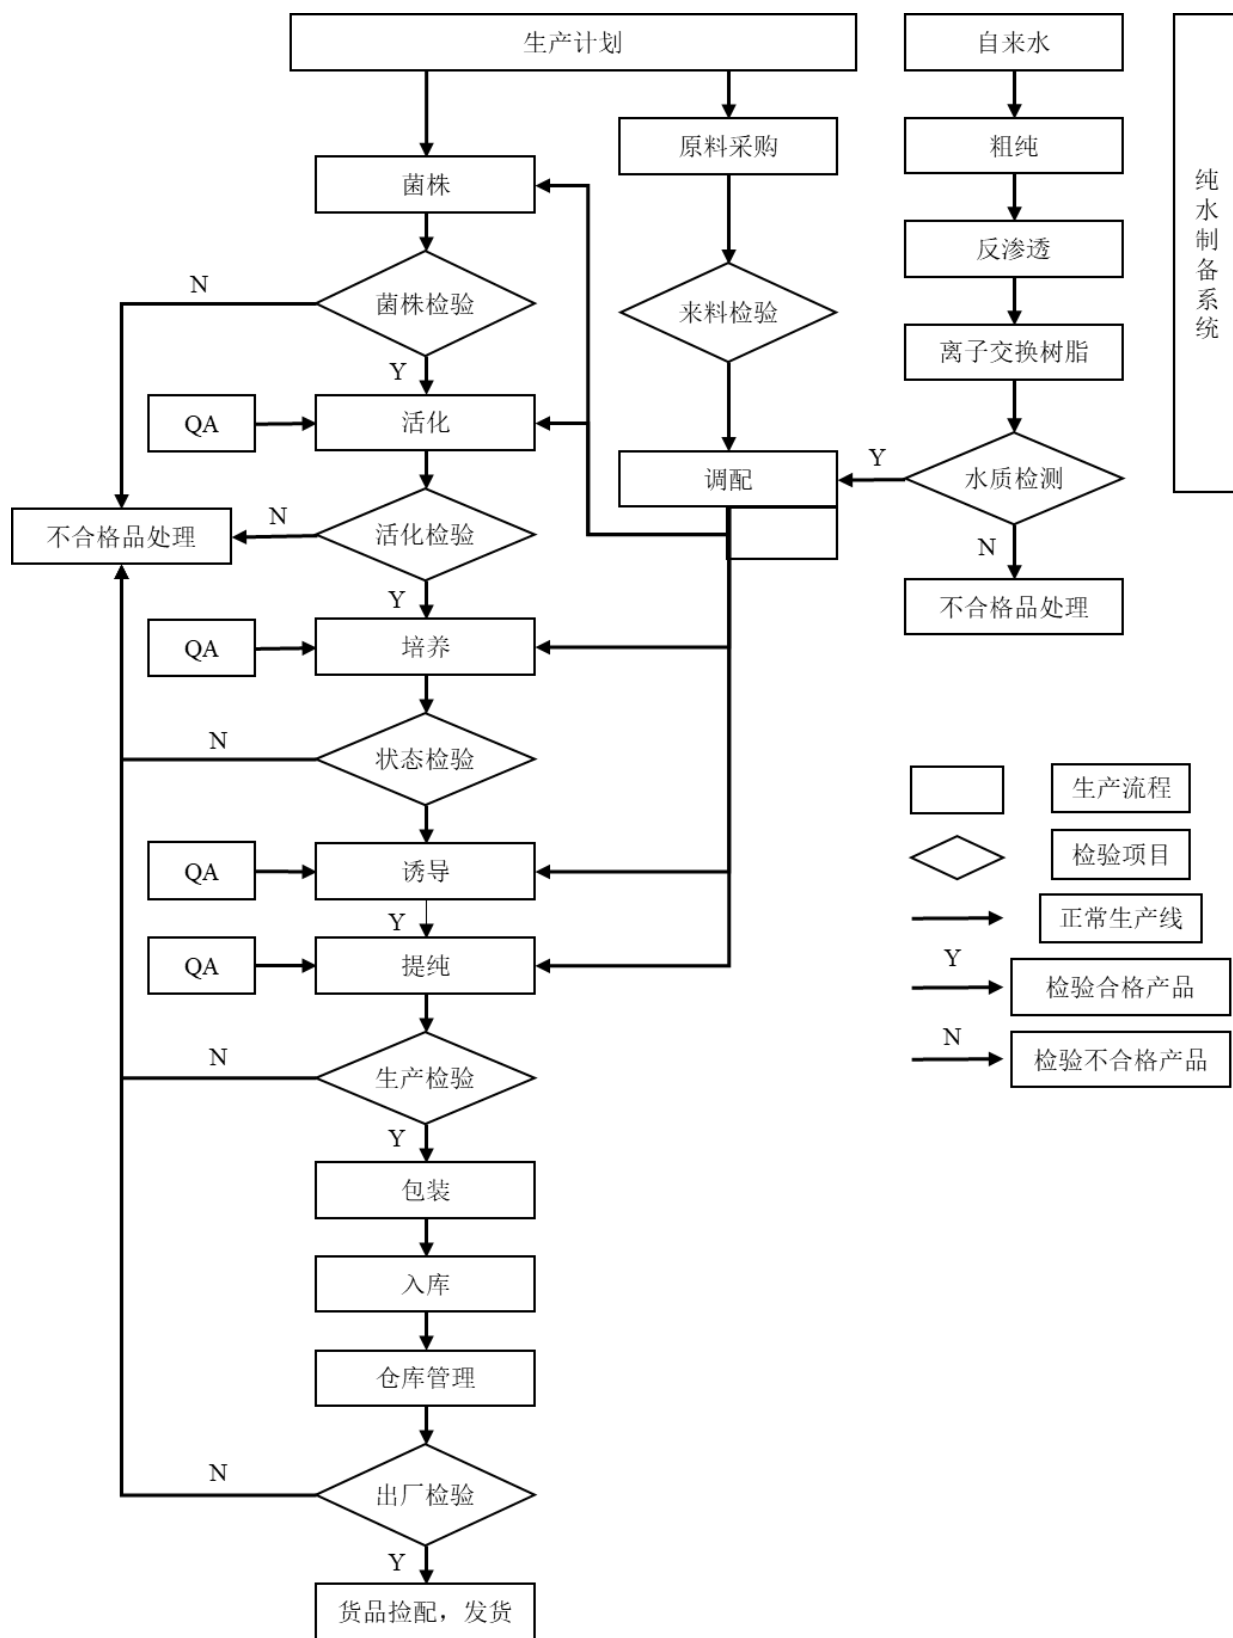 生产计划
自来水
原料采购
粗纯
菌株
反渗透
纯水制备系统
N
菌株检验
来料检验
离子交换树脂
Y
QA
活化
调配
Y
水质检测
不合格品处理
N
活化检验
N
Y
不合格品处理
QA
培养
N
状态检验
生产流程
QA
诱导
检验项目
Y
正常生产线
QA
提纯
Y
检验合格产品
N
生产检验
N
检验不合格产品
Y
包装
入库
仓库管理
N
出厂检验
Y
货品捡配，发货